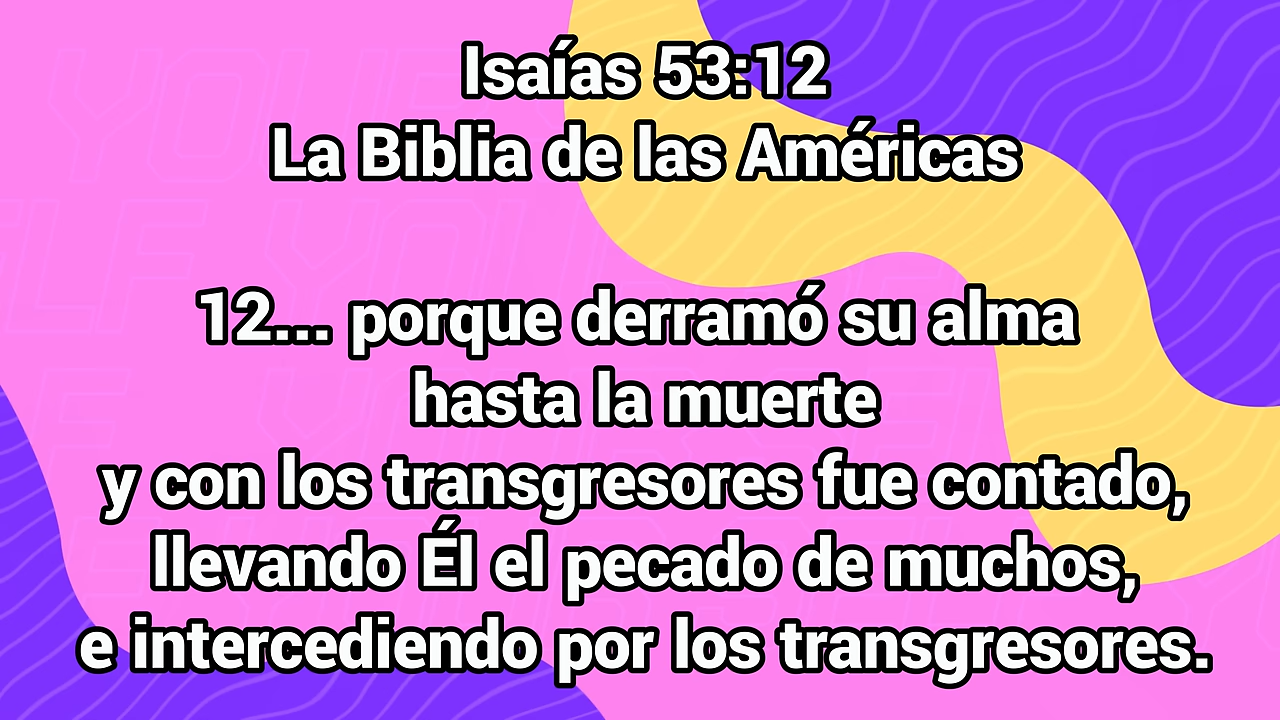 Isaías 53:12
La Biblia de las Américas
12... porque derramó su alma
hasta la muerte
y con los transgresores fue contado,
llevando Él el pecado de muchos,
e intercediendo por los transgresores.